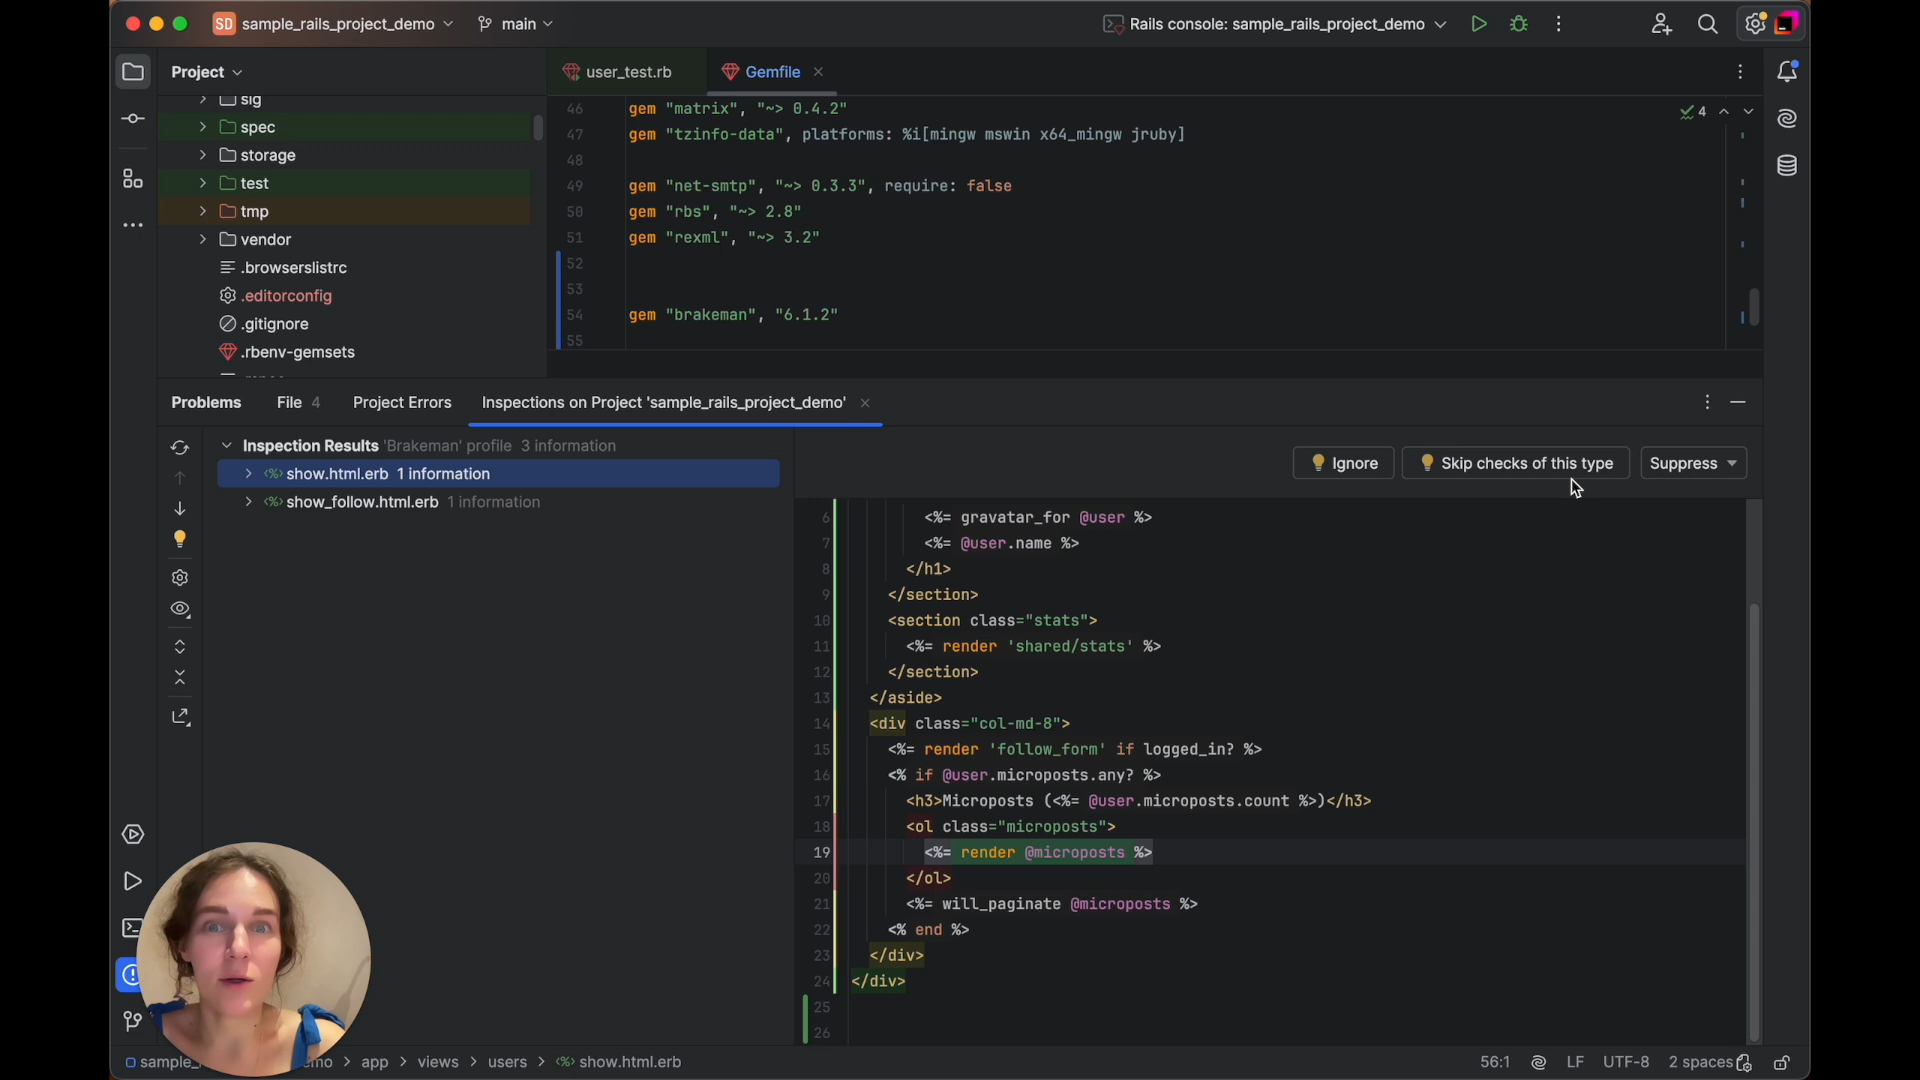 SD sample_rails_project_demo main Rails console: sample_rails_project_demo
Project
sig
spec
storage
test
tmp
vendor
.browserslistrc
.editorconfig
.gitignore
.rbenv-gemsets
user_test.rb Gemfile
4
46 gem "matrix", "~> 0.4.2"
47 gem "tzinfo-data", platforms: %i[mingw mswin x64_mingw jruby]
48
49 gem "net-smtp", "~> 0.3.3", require: false
50 gem "rbs", "~> 2.8"
51 gem "rexml", "~> 3.2"
52
53
54 gem "brakeman", "6.1.2"
55
Problems File 4 Project Errors Inspections on Project 'sample_rails_project_demo'
Inspection Results 'Brakeman' profile 3 information
<%> show.html.erb 1 information
<%> show_follow.html.erb 1 information
Ignore Skip checks of this type Suppress
6 <%= gravatar_for @user %>
7 <%= @user.name %>
8 </h1>
9 </section>
10 <section class="stats">
11 <%= render 'shared/stats' %>
12 </section>
13 </aside>
14 <div class="col-md-8">
15 <%= render 'follow_form' if logged_in? %>
16 <% if @user.microposts.any? %>
17 <h3>Microposts (<%= @user.microposts.count %>)</h3>
18 <ol class="microposts">
19 <%= render @microposts %>
20 </ol>
21 <%= will_paginate @microposts %>
22 <% end %>
23 </div>
24 </div>
25
26
sample_ mo > app > views > users > <%> show.html.erb 56:1 LF UTF-8 2 spaces